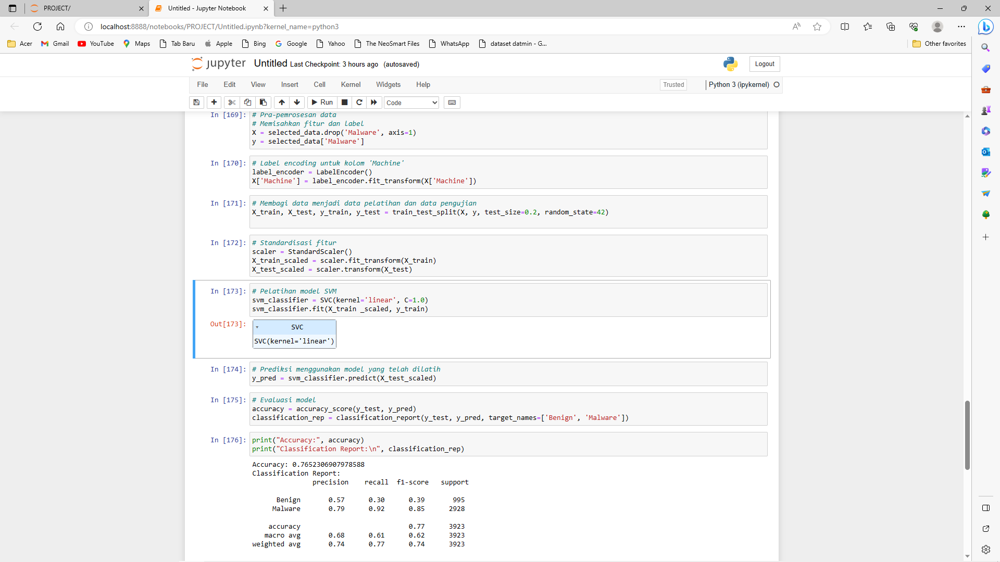 PROJECT/
Untitled - Jupyter Notebook
localhost:8888/notebooks/PROJECT/Untitled.ipynb?kernel_name=python3
Acer Gmail YouTube Maps Tab Baru Apple Bing Google Yahoo The NeoSmart Files WhatsApp dataset datmin - G... Other favorites
jupyter Untitled Last Checkpoint: 3 hours ago (autosaved) Logout
File Edit View Insert Cell Kernel Widgets Help Trusted Python 3 (ipykernel)
Run Code
In [169]: # Pra-pemrosesan data
# Memisahkan fitur dan label
X = selected_data.drop('Malware', axis=1)
y = selected_data['Malware']
In [170]: # Label encoding untuk kolom 'Machine'
label_encoder = LabelEncoder()
X['Machine'] = label_encoder.fit_transform(X['Machine'])
In [171]: # Membagi data menjadi data pelatihan dan data pengujian
X_train, X_test, y_train, y_test = train_test_split(X, y, test_size=0.2, random_state=42)
In [172]: # Standardisasi fitur
scaler = StandardScaler()
X_train_scaled = scaler.fit_transform(X_train)
X_test_scaled = scaler.transform(X_test)
In [173]: # Pelatihan model SVM
svm_classifier = SVC(kernel='linear', C=1.0)
svm_classifier.fit(X_train _scaled, y_train)
Out[173]: SVC
SVC(kernel='linear')
In [174]: # Prediksi menggunakan model yang telah dilatih
y_pred = svm_classifier.predict(X_test_scaled)
In [175]: # Evaluasi model
accuracy = accuracy_score(y_test, y_pred)
classification_rep = classification_report(y_test, y_pred, target_names=['Benign', 'Malware'])
In [176]: print("Accuracy:", accuracy)
print("Classification Report:\n", classification_rep)
Accuracy: 0.7652306907978588
Classification Report:
precision recall f1-score support
Benign 0.57 0.30 0.39 995
Malware 0.79 0.92 0.85 2928
accuracy 0.77 3923
macro avg 0.68 0.61 0.62 3923
weighted avg 0.74 0.77 0.74 3923